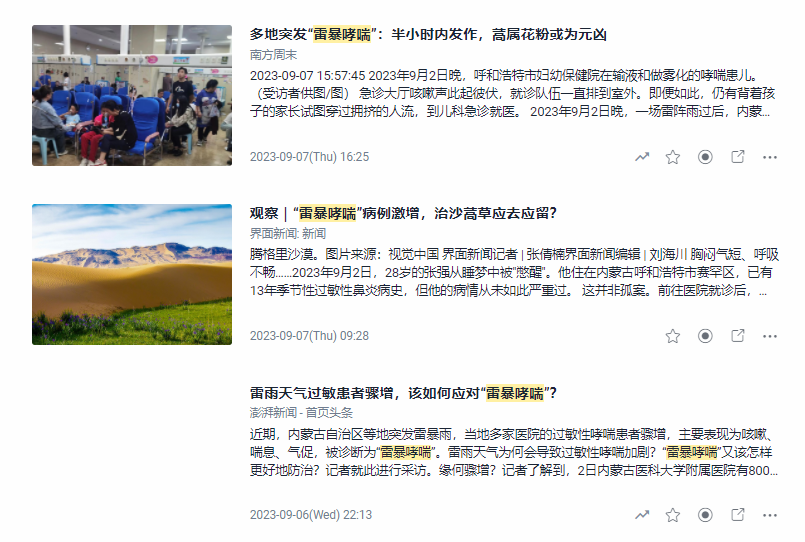 多地突发“雷暴哮喘”：半小时内发作，蒿属花粉或为元凶
南方周末
2023-09-07 15:57:45 2023年9月2日晚，呼和浩特市妇幼保健院在输液和做雾化的哮喘患儿。
（受访者供图/图） 急诊大厅咳嗽声此起彼伏，就诊队伍一直排到室外。即便如此，仍有背着孩
子的家长试图穿过拥挤的人流，到儿科急诊就医。 2023年9月2日晚，一场雷阵雨过后，内蒙...
2023-09-07(Thu) 16:25
观察｜“雷暴哮喘”病例激增，治沙蒿草应去应留？
界面新闻: 新闻
腾格里沙漠。图片来源：视觉中国 界面新闻记者 | 张倩楠界面新闻编辑 | 刘海川 胸闷气短、呼吸
不畅……2023年9月2日，28岁的张强从睡梦中被“憋醒”。他住在内蒙古呼和浩特市赛罕区，已有
13年季节性过敏性鼻炎病史，但他的病情从未如此严重过。 这并非孤案。前往医院就诊后，...
2023-09-07(Thu) 09:28
雷雨天气过敏患者骤增，该如何应对“雷暴哮喘”？
澎湃新闻 - 首页头条
近期，内蒙古自治区等地突发雷暴雨，当地多家医院的过敏性哮喘患者骤增，主要表现为咳嗽、
喘息、气促，被诊断为“雷暴哮喘”。雷雨天气为何会导致过敏性哮喘加剧？“雷暴哮喘”又该怎样
更好地防治？记者就此进行采访。缘何骤增？记者了解到，2日内蒙古医科大学附属医院有800...
2023-09-06(Wed) 22:13